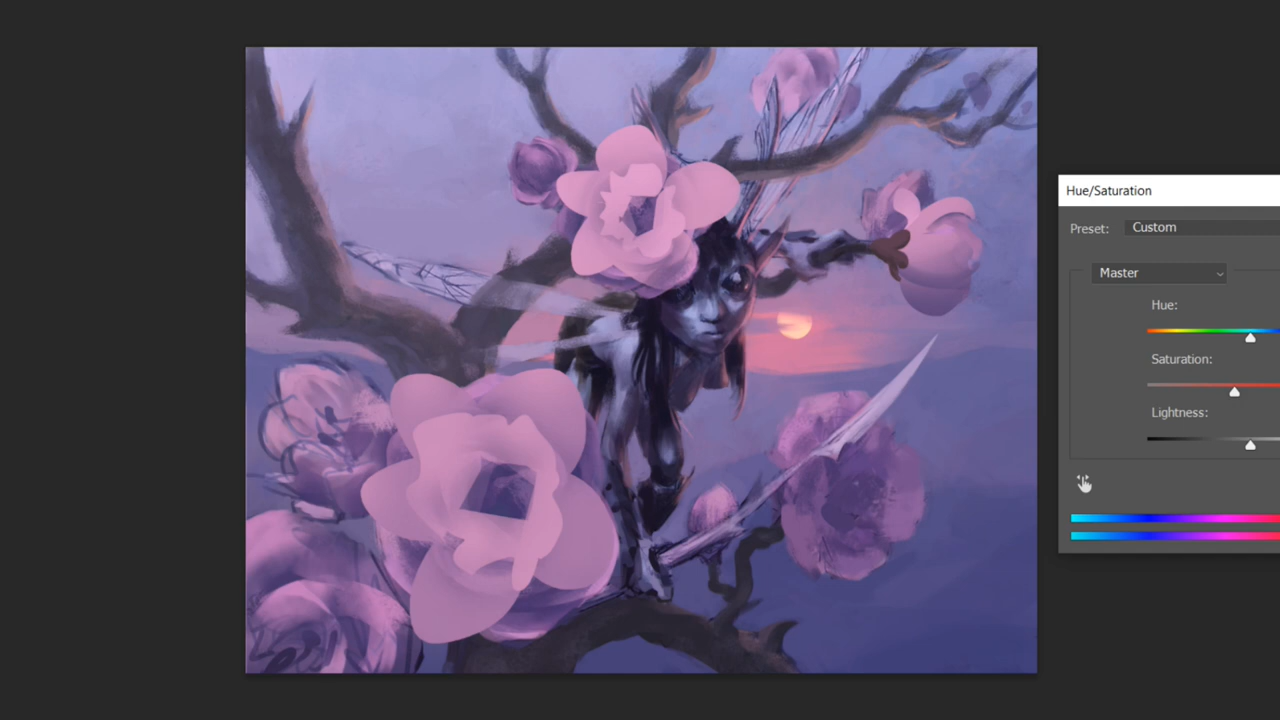 Hue/Saturation
Preset: Custom
Master
Hue:
Saturation:
Lightness: